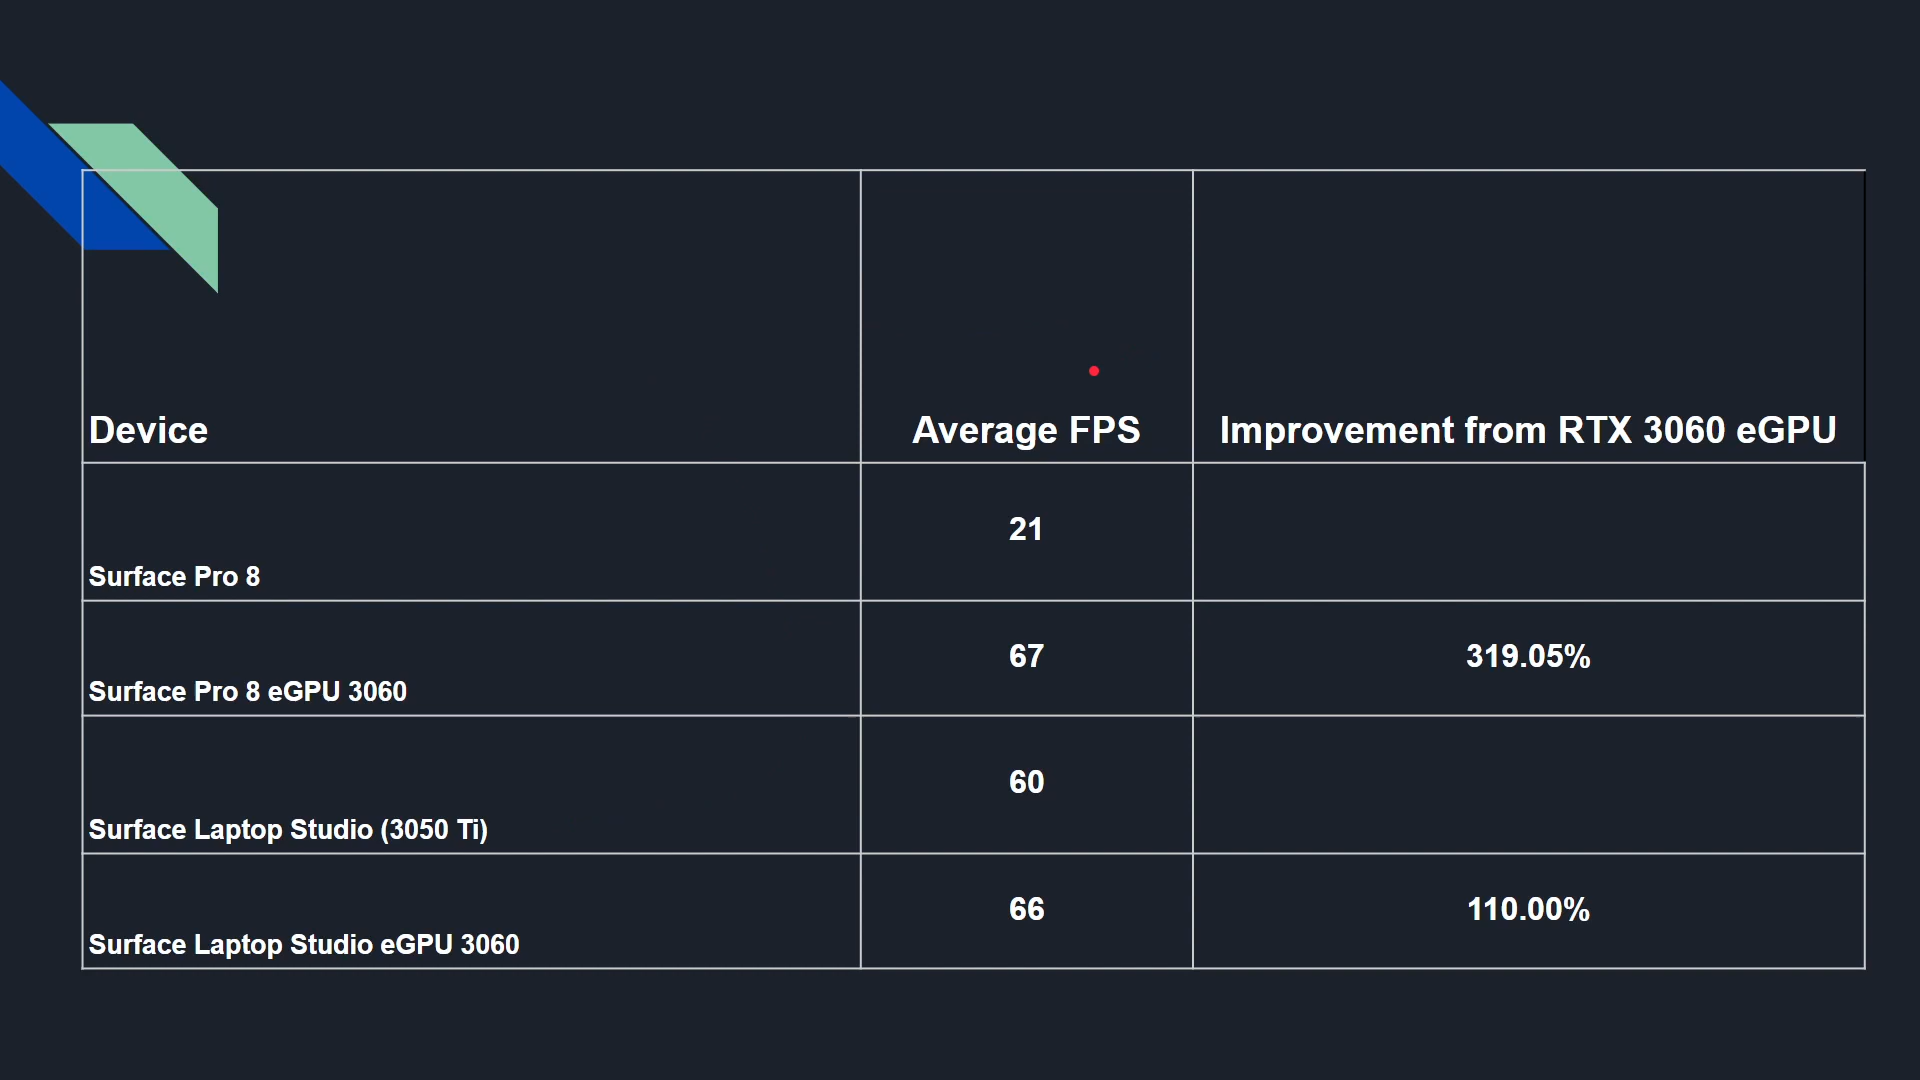 Device
Average FPS
Improvement from RTX 3060 eGPU
Surface Pro 8
21
Surface Pro 8 eGPU 3060
67
319.05%
Surface Laptop Studio (3050 Ti)
60
Surface Laptop Studio eGPU 3060
66
110.00%